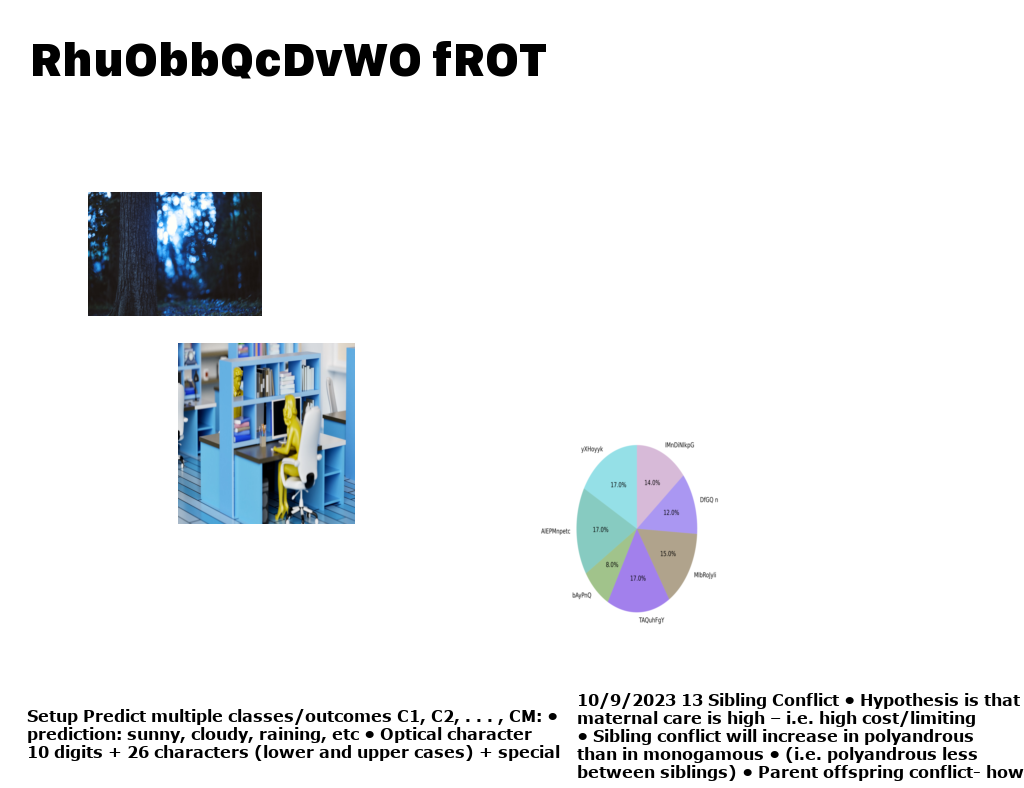 RhuObbQcDvWO fROT
yXHoyyk
17.0%
14.0%
DfGQ n
12.0%
AlEPMnpetc
17.0%
15.0%
8.0%
MlbRojyli
17.0%
bAyPnQ
TAQuhFgY
Setup Predict multiple classes/outcomes C1, C2, . . . , CM: •
prediction: sunny, cloudy, raining, etc • Optical character
10 digits + 26 characters (lower and upper cases) + special
10/9/2023 13 Sibling Conflict • Hypothesis is that
maternal care is high – i.e. high cost/limiting
• Sibling conflict will increase in polyandrous
than in monogamous • (i.e. polyandrous less
between siblings) • Parent offspring conflict– how